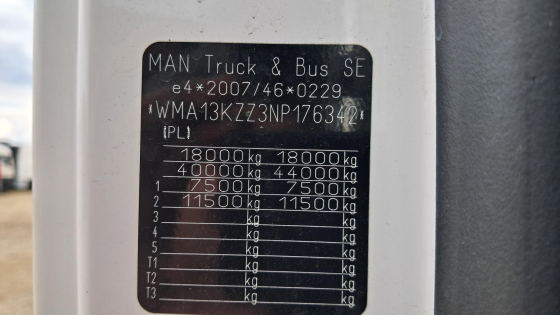 MAN Truck & Bus SE
e4*2007/46*0229
*WMA13KZZ3NP176342*
(PL)
18000 kg 18000 kg
40000 kg 44000 kg
1 7500 kg 7500 kg
2 11500 kg 11500 kg
3 kg kg
4 kg kg
5 kg kg
T1 kg kg
T2 kg kg
T3 kg kg